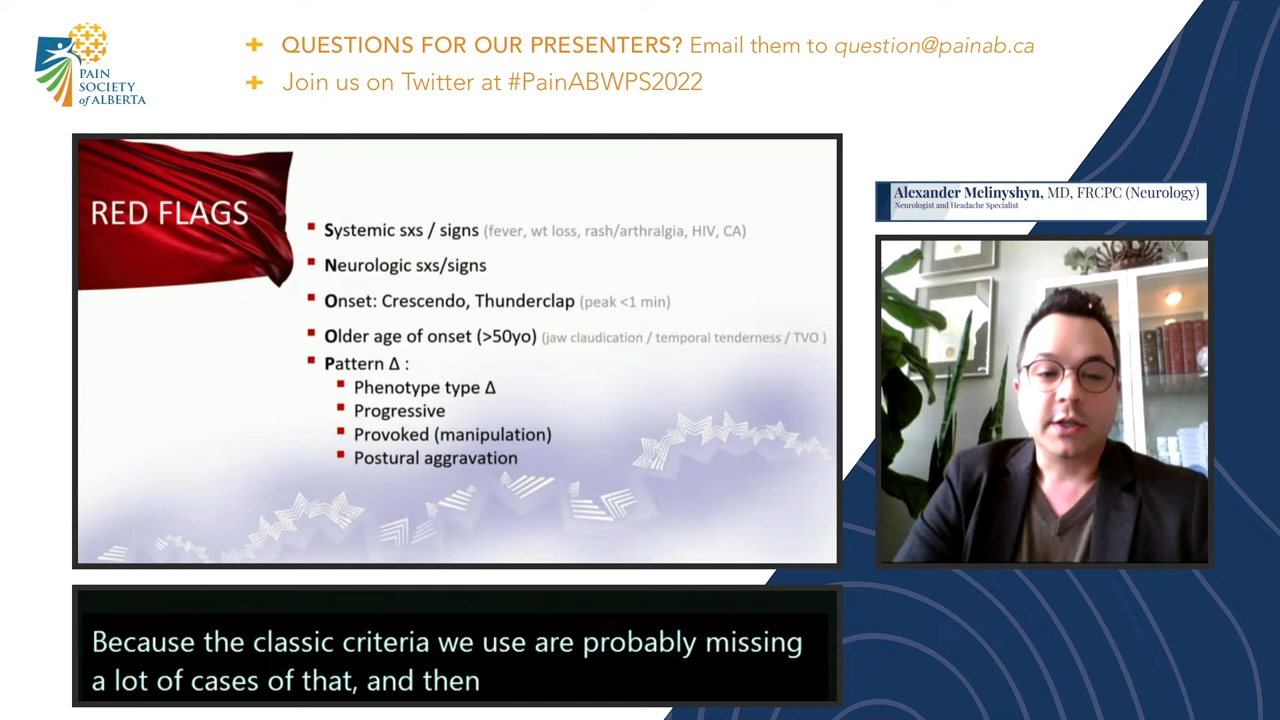 PAIN
SOCIETY
of ALBERTA
+ QUESTIONS FOR OUR PRESENTERS? Email them to question@painab.ca
+ Join us on Twitter at #PainABWPS2022
RED FLAGS
Systemic sxs / signs (fever, wt loss, rash/arthralgia, HIV, CA)
Neurologic sxs/signs
Onset: Crescendo, Thunderclap (peak <1 min)
Older age of onset (>50yo) (jaw claudication / temporal tenderness / TVO )
Pattern Δ :
Phenotype type Δ
Progressive
Provoked (manipulation)
Postural aggravation
Alexander Melinyshyn, MD, FRCPC (Neurology)
Neurologist and Headache Specialist
Because the classic criteria we use are probably missing
a lot of cases of that, and then